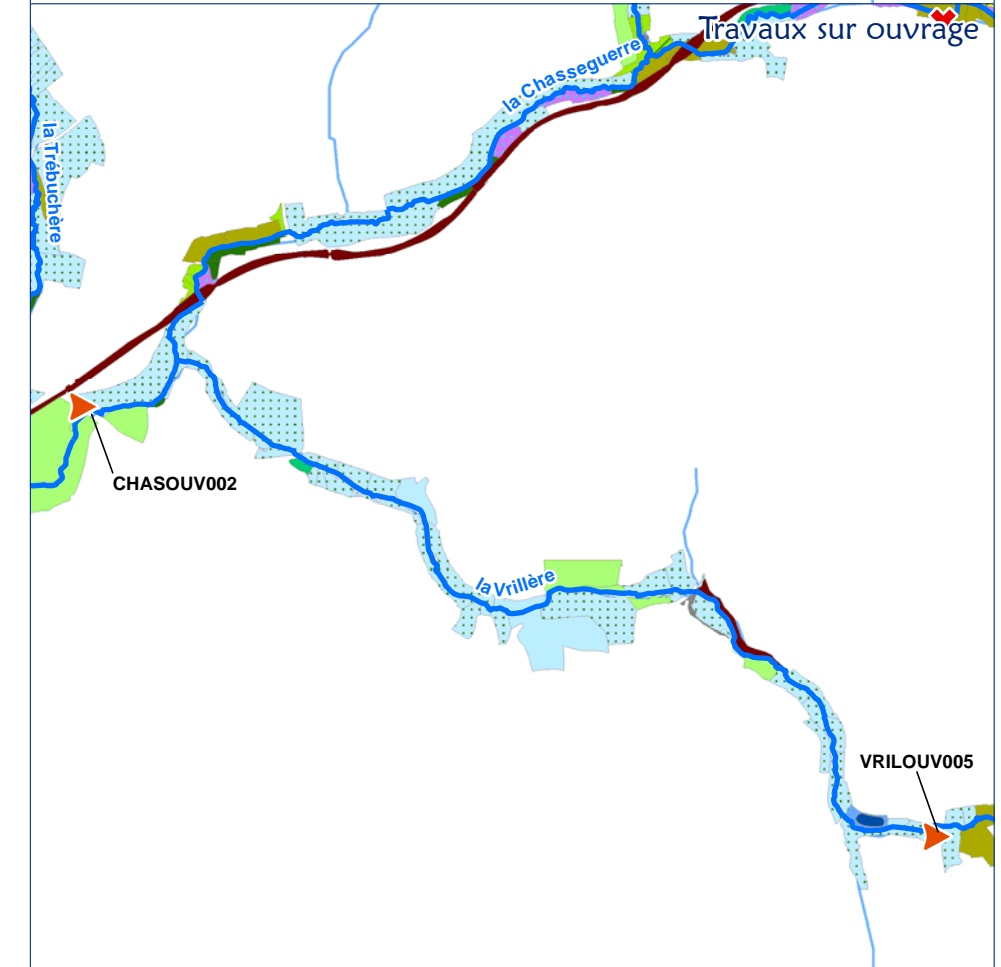 Travaux sur ouvrage
la Chasseguerre
la Trébuchère
CHASOUV002
la Vrillère
VRILOUV005